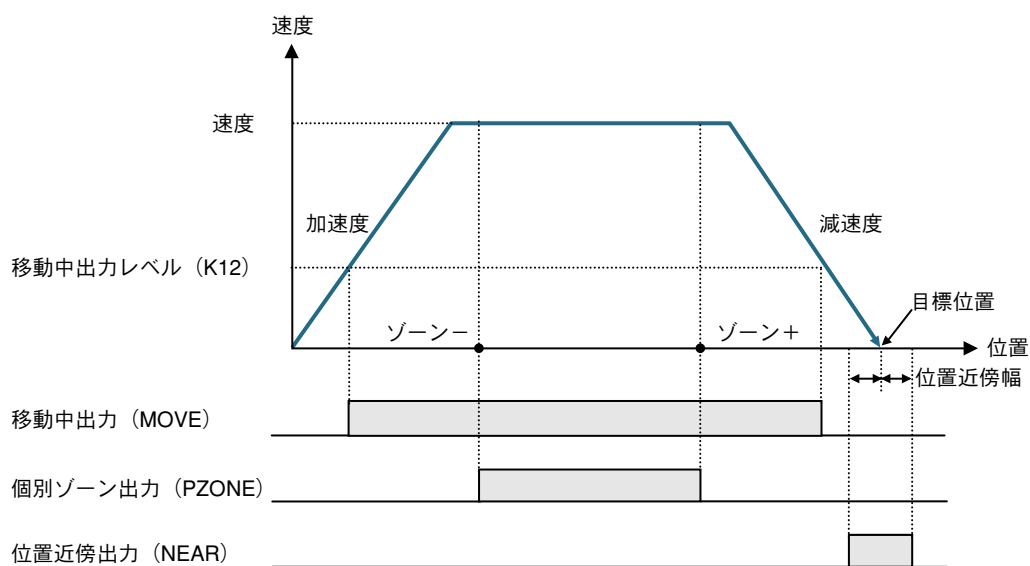 速度
速度
加速度
減速度
移動中出力レベル（K12）
目標位置
ゾーン－
ゾーン＋
位置
位置近傍幅
移動中出力（MOVE）
個別ゾーン出力（PZONE）
位置近傍出力（NEAR）